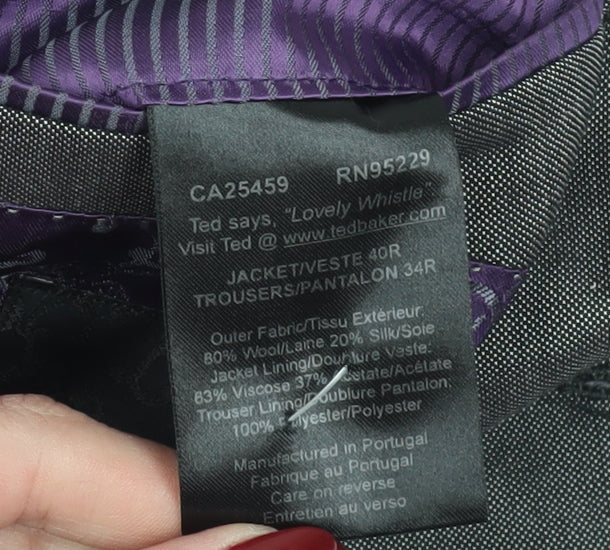 CA25459 RN95229
Ted says, "Lovely Whistle"
Visit Ted @ www.tedbaker.com
JACKET/VESTE 40R
TROUSERS/PANTALON 34R
Outer Fabric/Tissu Extérieur:
80% Wool/Laine 20% Silk/Soie
Jacket Lining/Doublure Veste:
63% Viscose 37% Acetate/Acétate
Trouser Lining/Doublure Pantalon:
100% Polyester/Polyester
Manufactured in Portugal
Fabrique au Portugal
Care on reverse
Entretien au verso